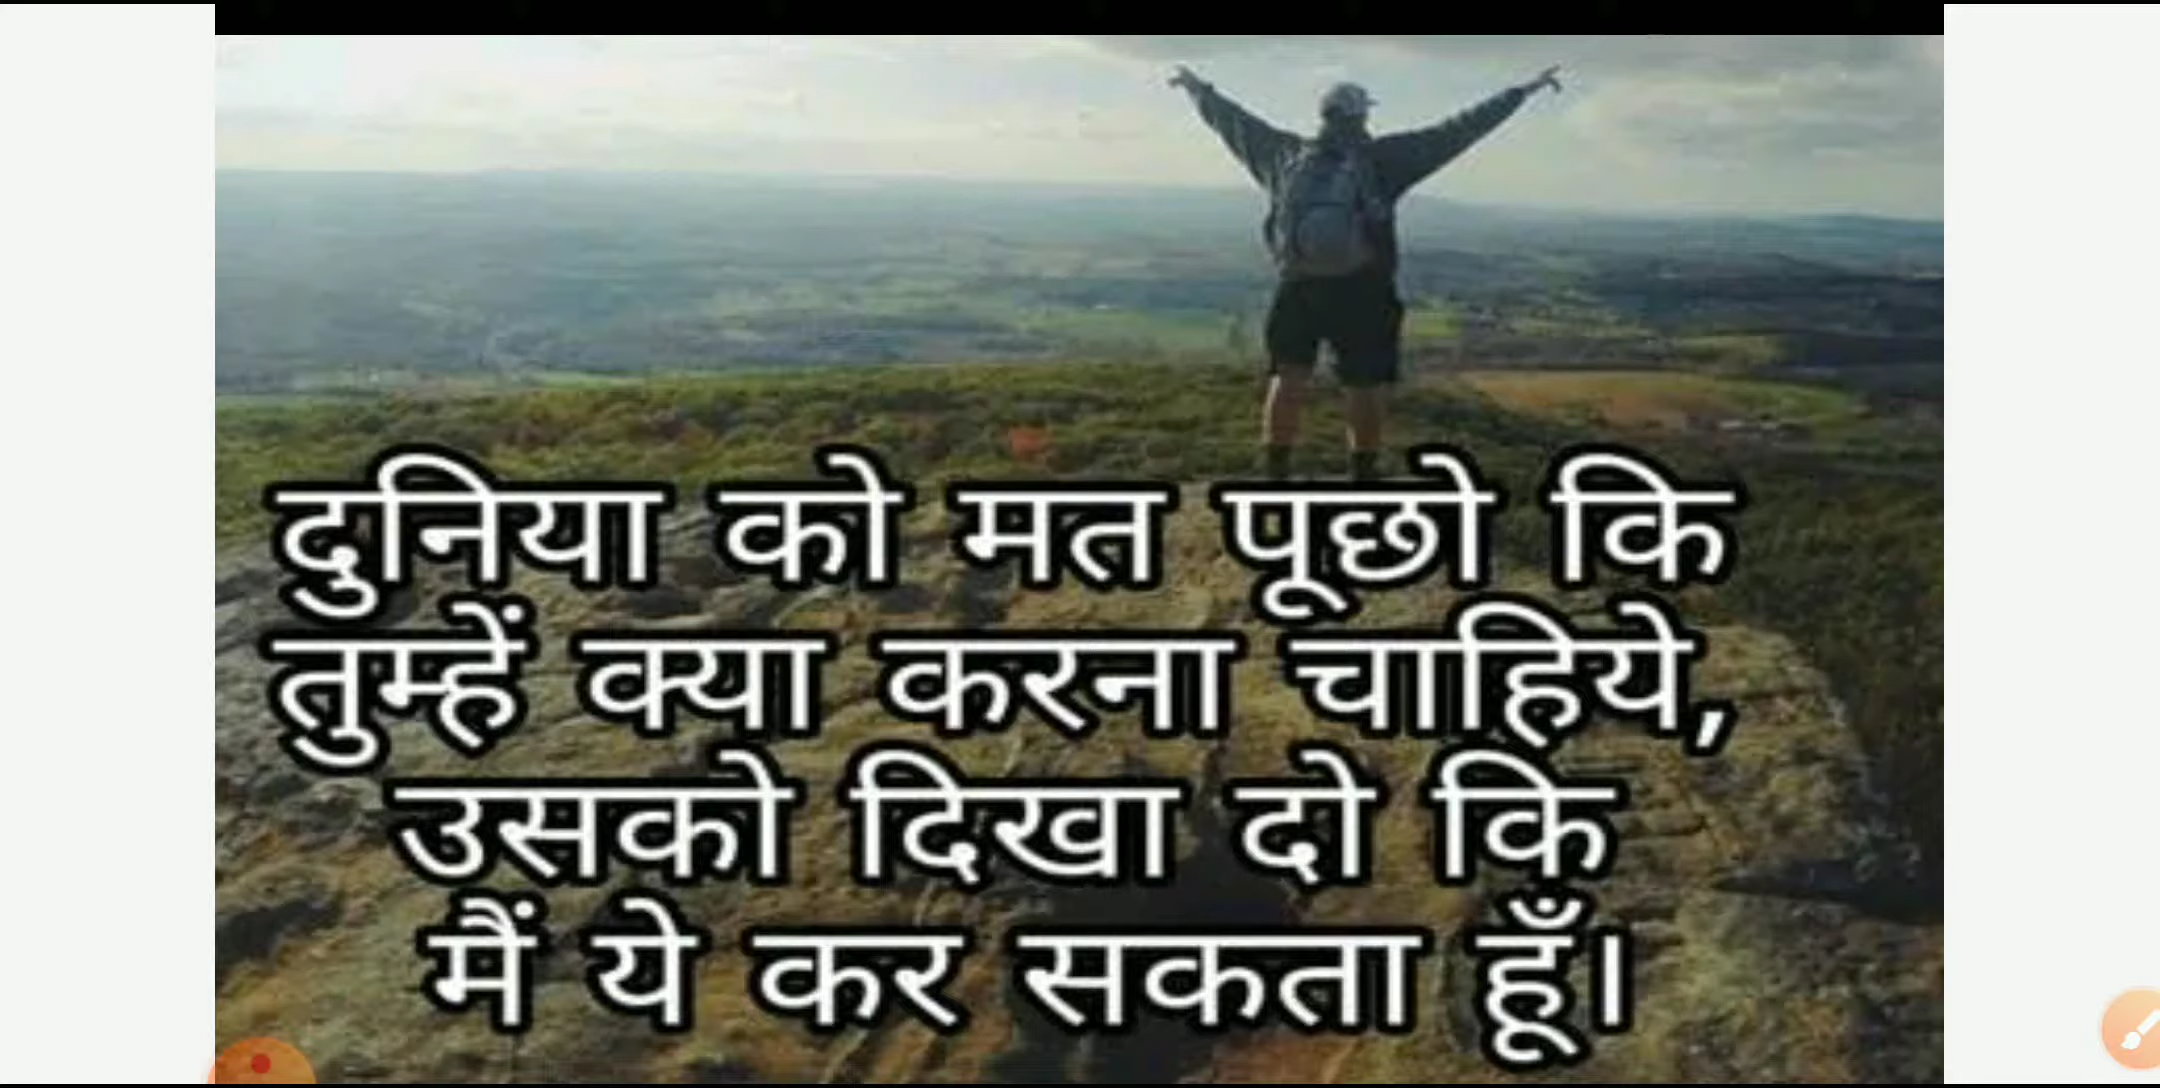 दुनिया को मत पूछो कि
तुम्हें क्या करना चाहिये,
उसको दिखा दो कि
मैं ये कर सकता हूँ।